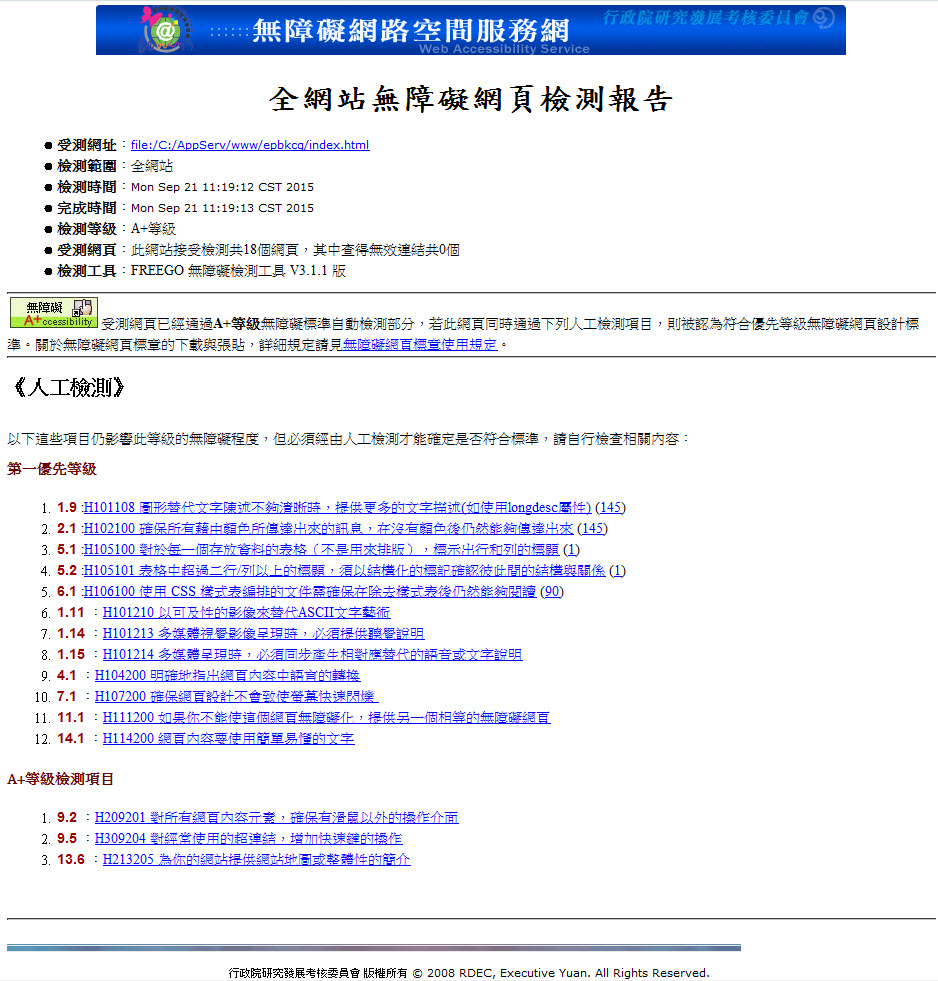 行政院研究發展考核委員會
::::::無障礙網路空間服務網
Web Accessibility Service
全網站無障礙網頁檢測報告
● 受測網址：file:/C:/AppServ/www/epbkcg/index.html
● 檢測範圍：全網站
● 檢測時間：Mon Sep 21 11:19:12 CST 2015
● 完成時間：Mon Sep 21 11:19:13 CST 2015
● 檢測等級：A+等級
● 受測網頁：此網站接受檢測共18個網頁，其中查得無效連結共0個
● 檢測工具：FREEGO 無障礙檢測工具 V3.1.1 版
無障礙
A+ccessibility 受測網頁已經通過A+等級無障礙標準自動檢測部分，若此網頁同時通過下列人工檢測項目，則被認為符合優先等級無障礙網頁設計標
準。關於無障礙網頁標章的下載與張貼，詳細規定請見無障礙網頁標章使用規定。
《人工檢測》
以下這些項目仍影響此等級的無障礙程度，但必須經由人工檢測才能確定是否符合標準，請自行檢查相關內容：
第一優先等級
1. 1.9 :H101108 圖形替代文字陳述不夠清晰時，提供更多的文字描述(如使用longdesc屬性) (145)
2. 2.1 :H102100 確保所有藉由顏色所傳達出來的訊息，在沒有顏色後仍然能夠傳達出來 (145)
3. 5.1 :H105100 對於每一個存放資料的表格（不是用來排版），標示出行和列的標題 (1)
4. 5.2 :H105101 表格中超過二行/列以上的標題，須以結構化的標記確認彼此間的結構與關係 (1)
5. 6.1 :H106100 使用 CSS 樣式表編排的文件需確保在除去樣式表後仍然能夠閱讀 (90)
6. 1.11 ：H101210 以可及性的影像來替代ASCII文字藝術
7. 1.14 ：H101213 多媒體視覺影像呈現時，必須提供聽覺說明
8. 1.15 ：H101214 多媒體呈現時，必須同步產生相對應替代的語音或文字說明
9. 4.1 ：H104200 明確地指出網頁內容中語言的轉換
10. 7.1 ：H107200 確保網頁設計不會致使螢幕快速閃爍
11. 11.1 ：H111200 如果你不能使這個網頁無障礙化，提供另一個相等的無障礙網頁
12. 14.1 ：H114200 網頁內容要使用簡單易懂的文字
A+等級檢測項目
1. 9.2 ：H209201 對所有網頁內容元素，確保有滑鼠以外的操作介面
2. 9.5 ：H309204 對經常使用的超連結，增加快速鍵的操作
3. 13.6 ：H213205 為你的網站提供網站地圖或整體性的簡介
行政院研究發展考核委員會 版權所有 © 2008 RDEC, Executive Yuan. All Rights Reserved.